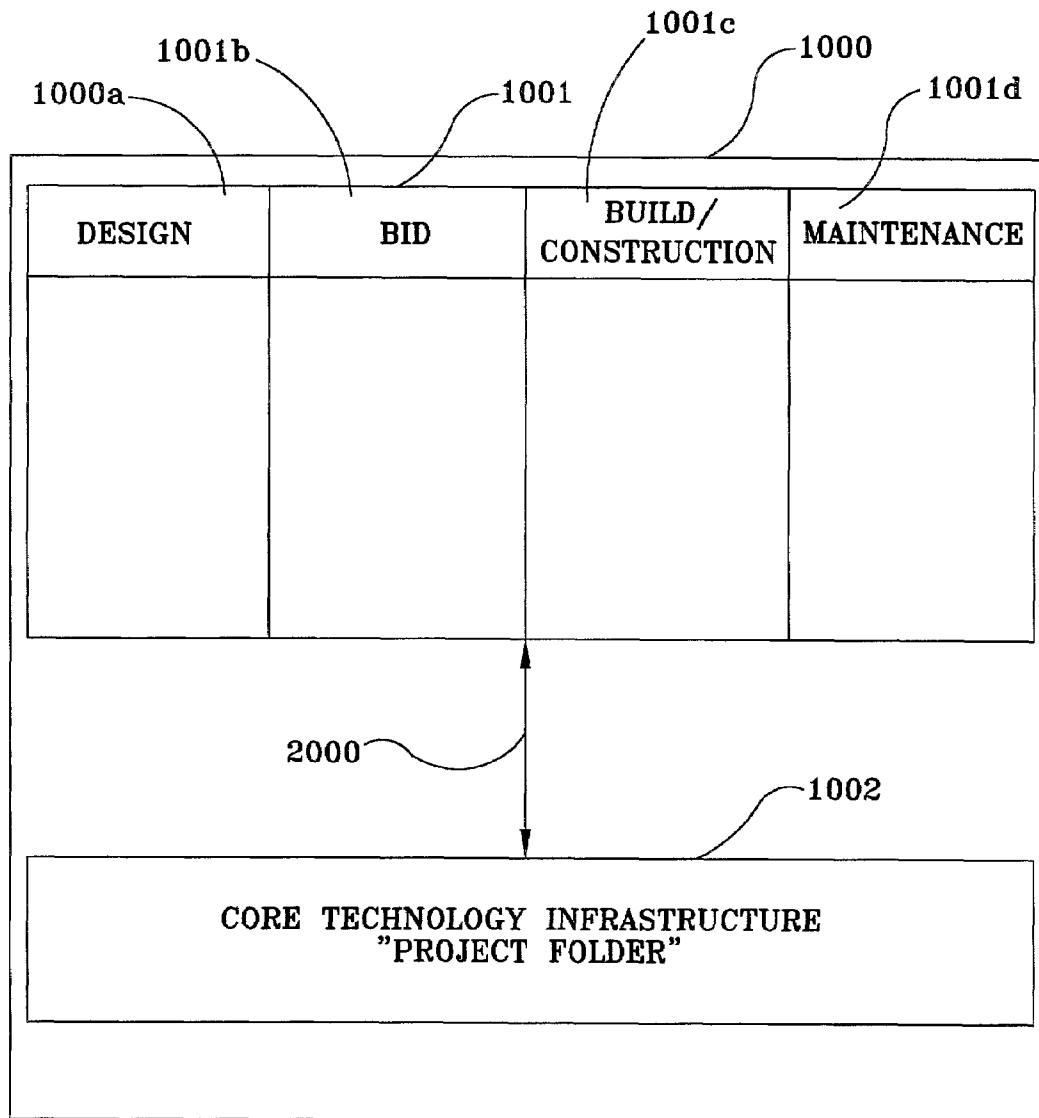 1001c
1000
1001b
1001
1001d
1000a
DESIGN
BID
BUILD/
CONSTRUCTION
MAINTENANCE
2000
1002
CORE TECHNOLOGY INFRASTRUCTURE
"PROJECT FOLDER"